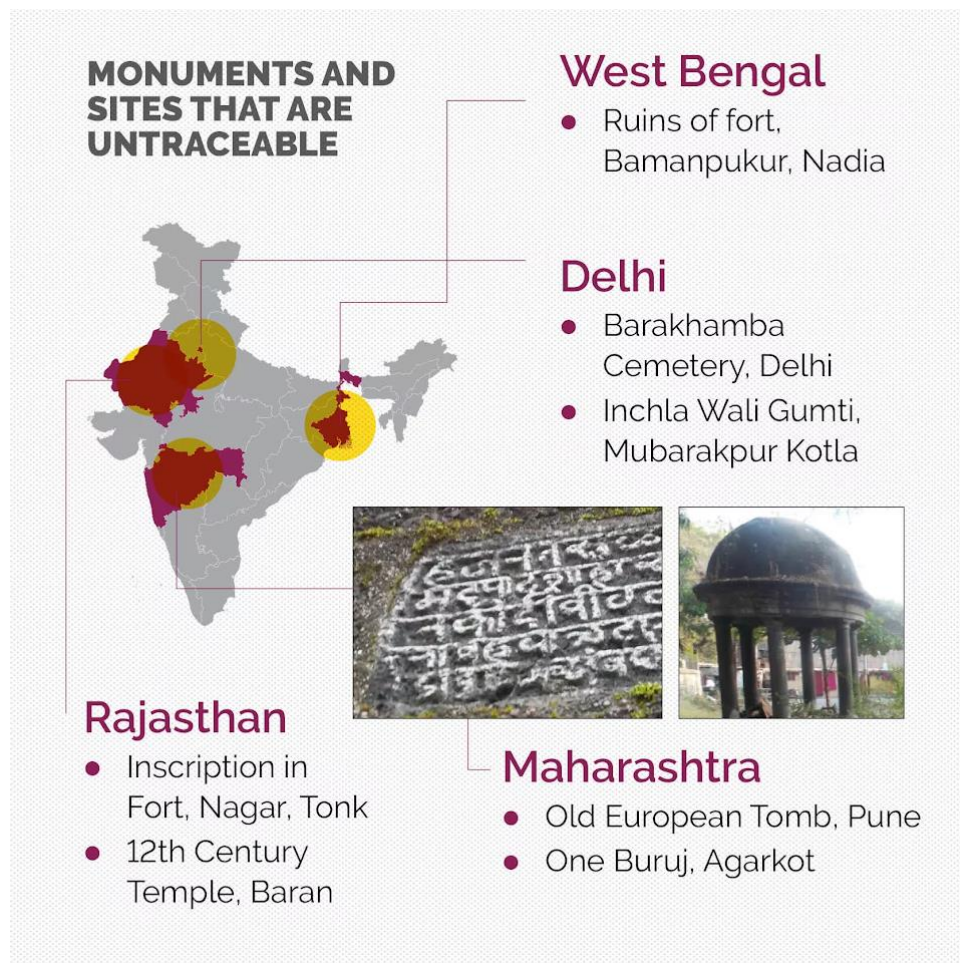 MONUMENTS AND
SITES THAT ARE
UNTRACEABLE
West Bengal
● Ruins of fort,
Bamanpukur, Nadia
Delhi
● Barakhamba
Cemetery, Delhi
● Inchla Wali Gumti,
Mubarakpur Kotla
Rajasthan
● Inscription in
Fort, Nagar, Tonk
● 12th Century
Temple, Baran
Maharashtra
● Old European Tomb, Pune
● One Buruj, Agarkot